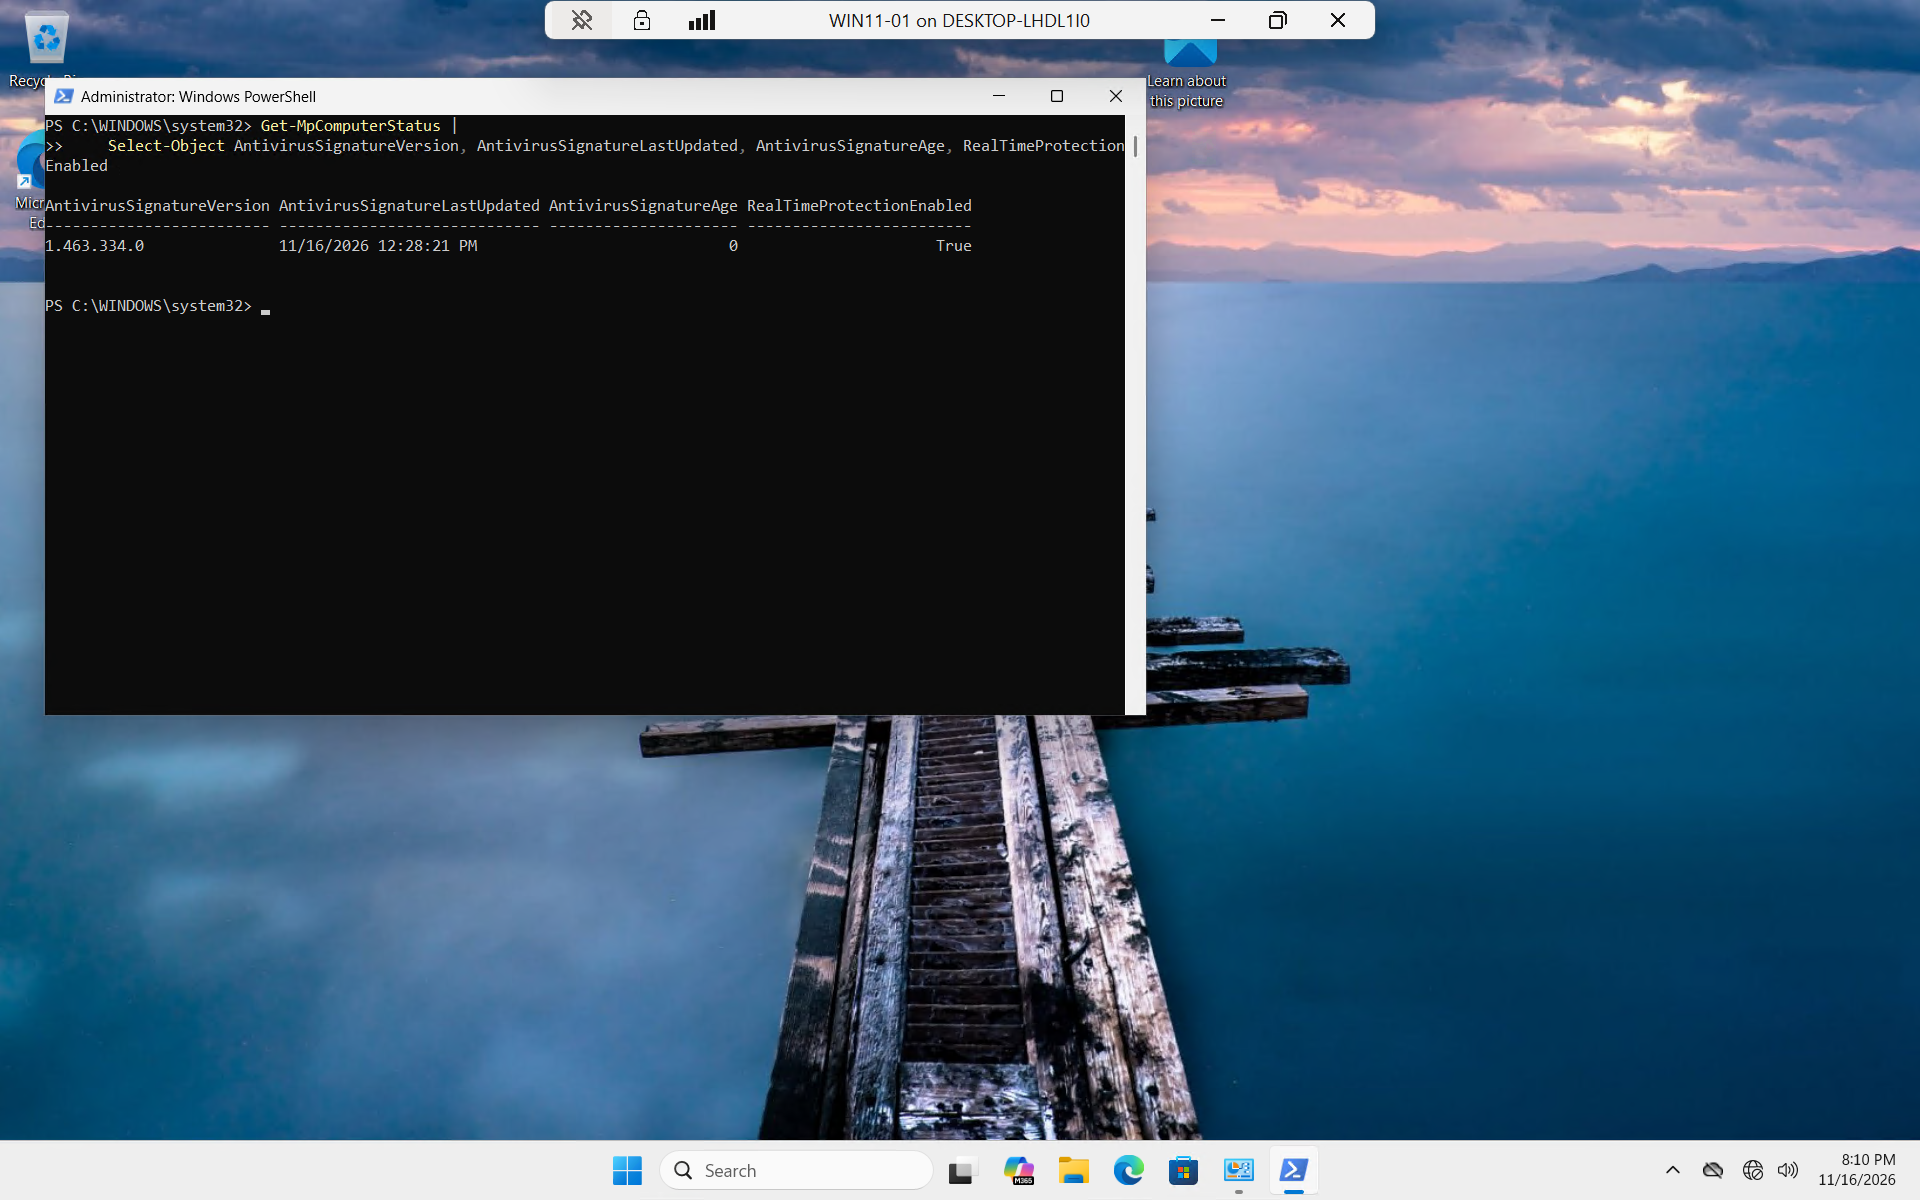 WIN11-01 on DESKTOP-LHDL1I0
Learn about
this picture
Administrator: Windows PowerShell
PS C:\WINDOWS\system32> Get-MpComputerStatus |
>>     Select-Object AntivirusSignatureVersion, AntivirusSignatureLastUpdated, AntivirusSignatureAge, RealTimeProtection
Enabled
AntivirusSignatureVersion AntivirusSignatureLastUpdated AntivirusSignatureAge RealTimeProtectionEnabled
------------------------- ----------------------------- --------------------- -------------------------
1.463.334.0               11/16/2026 12:28:21 PM                            0                      True
PS C:\WINDOWS\system32>
Search
M365
8:10 PM
11/16/2026